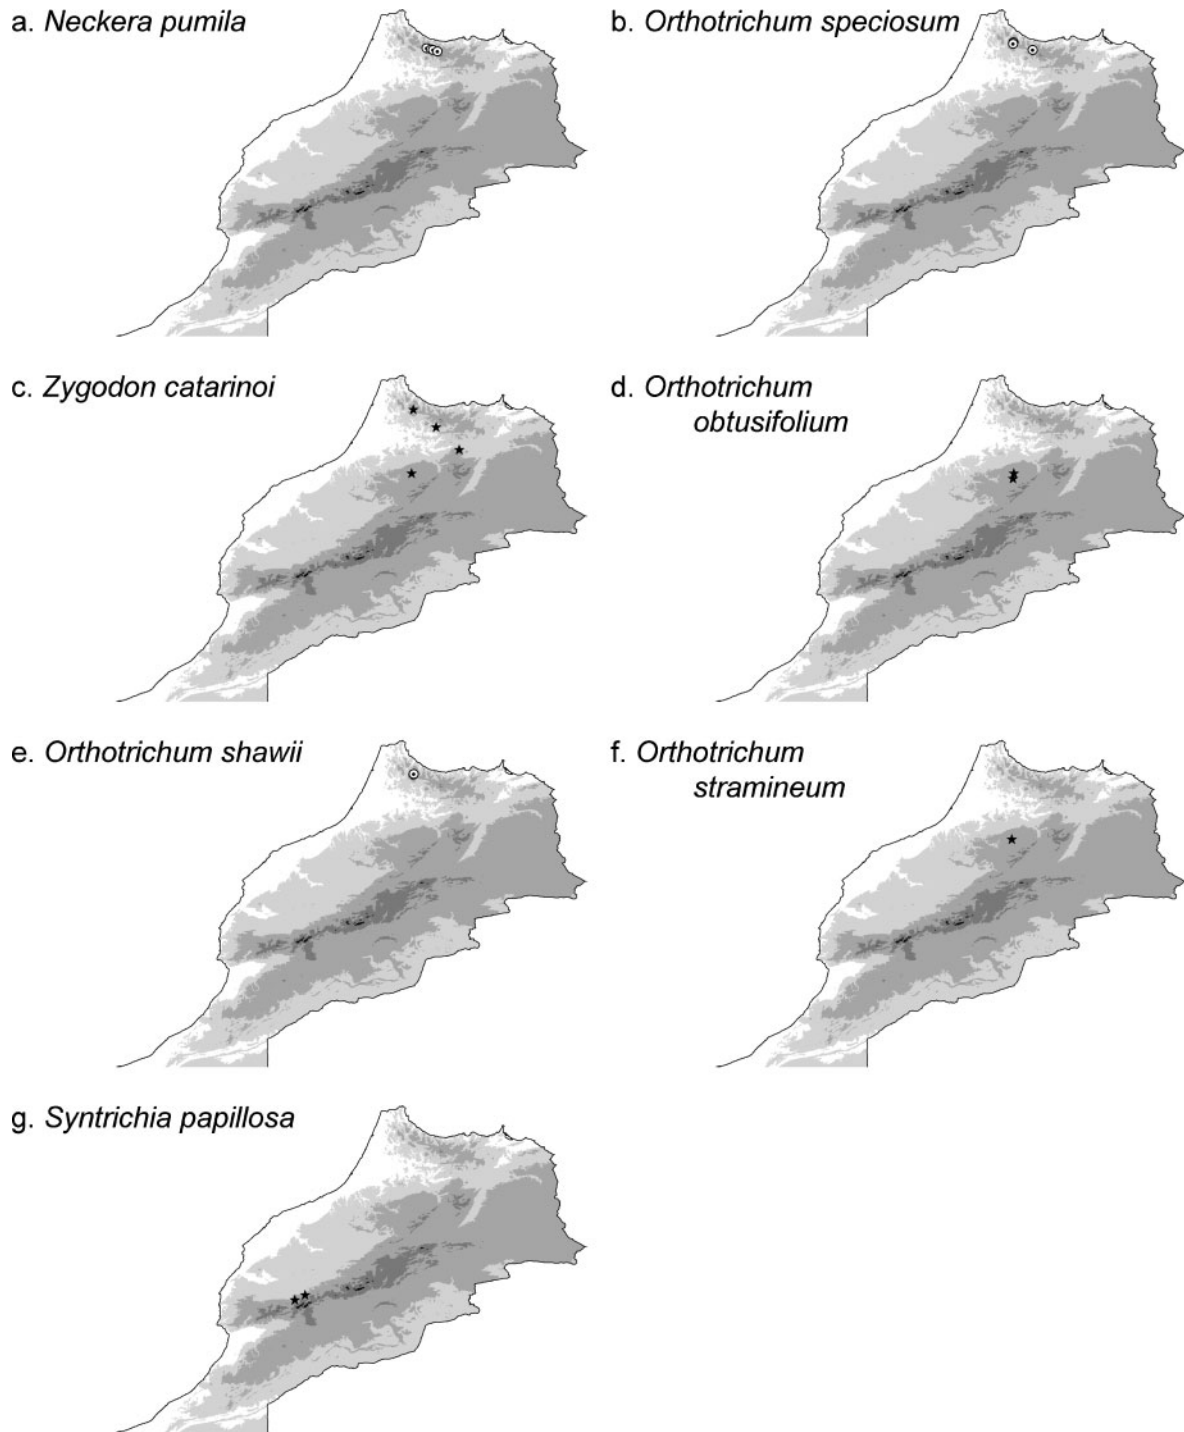 a. Neckera pumila
b. Orthotrichum speciosum
c. Zygodon catarinoi
d. Orthotrichum
obtusifolium
e. Orthotrichum shawii
f. Orthotrichum
stramineum
g. Syntrichia papillosa